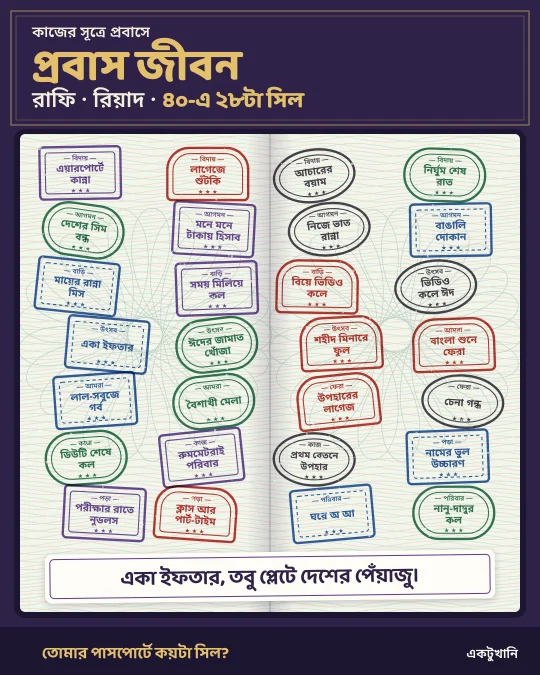 কাজের সূত্রে প্রবাসে
প্রবাস জীবন
রাফি · রিয়াদ · ৪০-এ ২৮টা সিল
বিদায়
এয়ারপোর্টে
কান্না
বিদায়
লাগেজে
শুঁটকি
বিদায়
আচারের
বয়াম
বিদায়
নির্ঘুম শেষ
রাত
আগমন
দেশের সিম
বন্ধ
আগমন
মনে মনে
টাকায় হিসাব
আগমন
নিজে ভাত
রান্না
আগমন
বাঙালি
দোকান
বাড়ি
মায়ের রান্না
মিস
বাড়ি
সময় মিলিয়ে
কল
বাড়ি
বিয়ে ভিডিও
কলে
উৎসব
ভিডিও
কলে ঈদ
উৎসব
একা ইফতার
উৎসব
ঈদের জামাত
খোঁজা
উৎসব
শহীদ মিনারে
ফুল
আমরা
বাংলা শুনে
ফেরা
আমরা
লাল-সবুজে
গর্ব
আমরা
বৈশাখী মেলা
ফেরা
উপহারের
লাগেজ
ফেরা
চেনা গন্ধ
কাজ
ডিউটি শেষে
কল
কাজ
রুমমেটরাই
পরিবার
কাজ
প্রথম বেতনে
উপহার
পড়া
নামের ভুল
উচ্চারণ
পড়া
পরীক্ষার রাতে
নুডলস
পড়া
ক্লাস আর
পার্ট-টাইম
পরিবার
ঘরে অ আ
পরিবার
নানু-দাদুর
কল
একা ইফতার, তবু প্লেটে দেশের পেঁয়াজু।
তোমার পাসপোর্টে কয়টা সিল?
একটুখানি